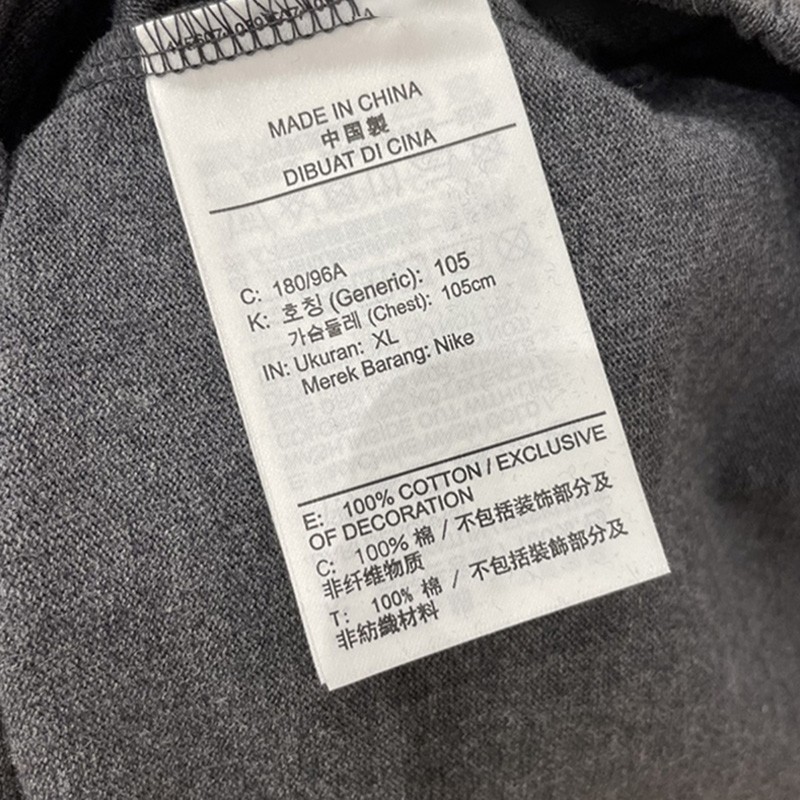 MADE IN CHINA
中国製
DIBUAT DI CINA
C: 180/96A
K: 호칭 (Generic): 105
가슴둘레 (Chest): 105cm
IN: Ukuran: XL
Merek Barang: Nike
E: 100% COTTON / EXCLUSIVE
OF DECORATION
C: 100% 棉 / 不包括装饰部分及
非纤维物质
T: 100% 棉 / 不包括裝飾部分及
非紡織材料